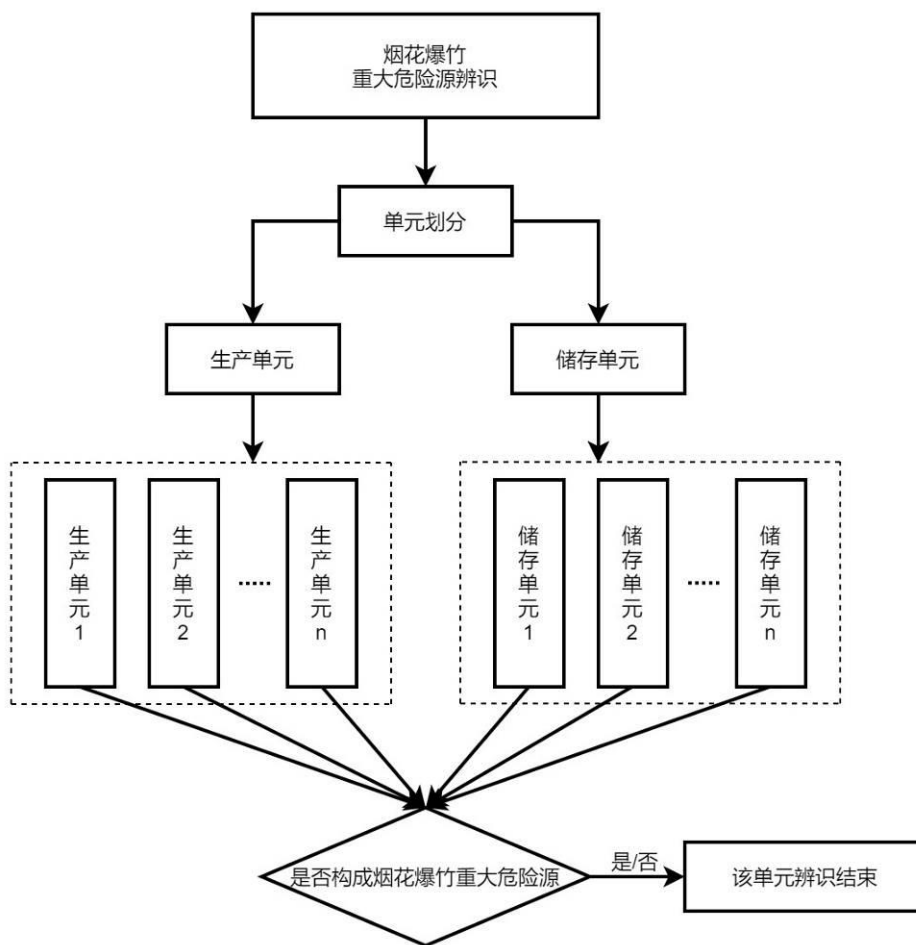 烟花爆竹
重大危险源辨识
单元划分
生产单元
储存单元
生产单元1
生产单元2
……
生产单元n
储存单元1
储存单元2
……
储存单元n
是否构成烟花爆竹重大危险源
是/否
该单元辨识结束